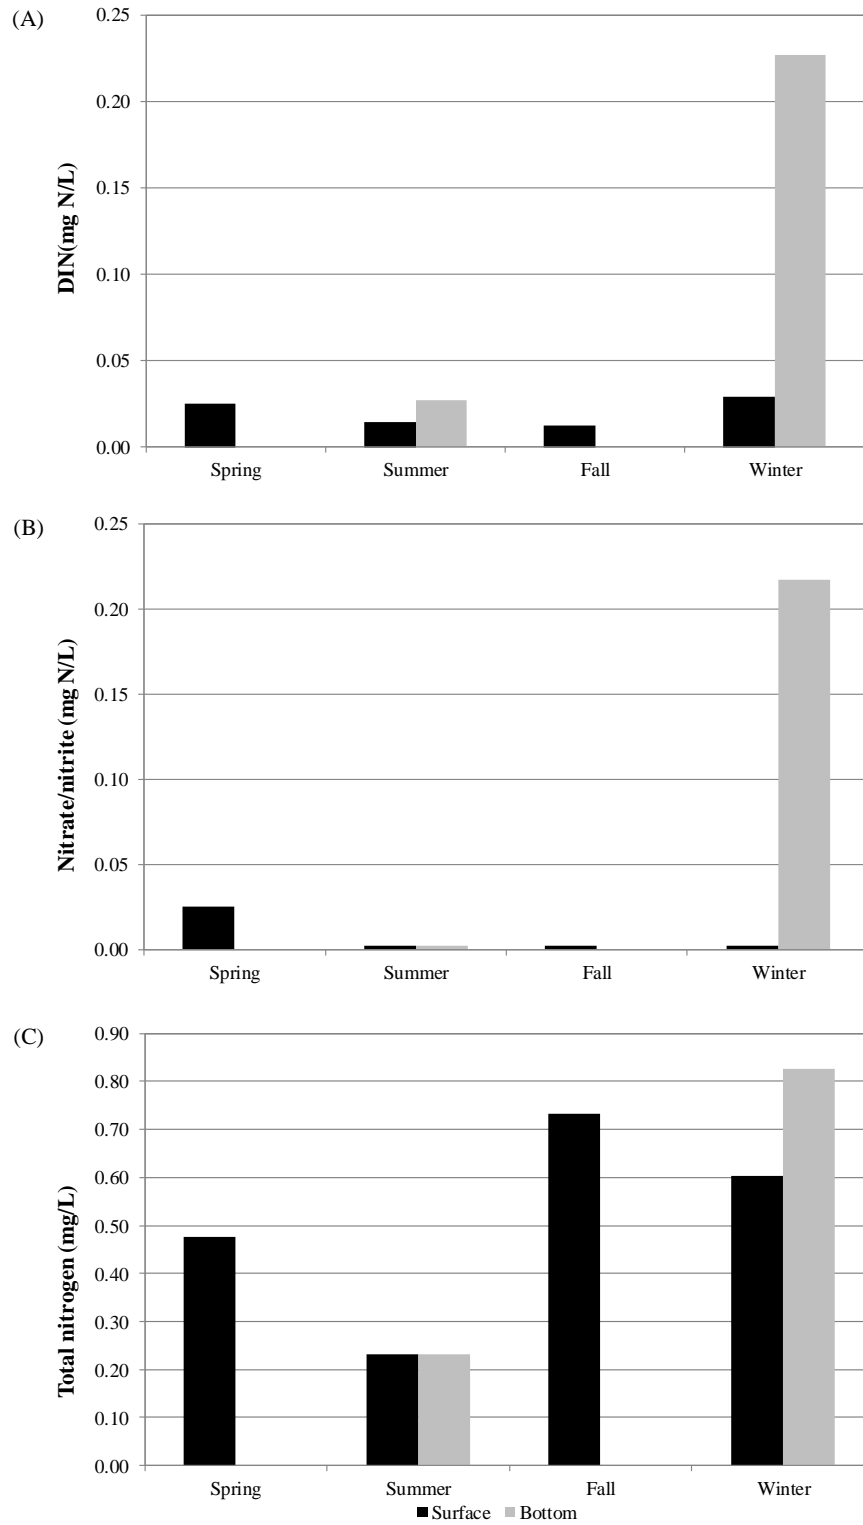 (A)
DIN(mg N/L)
0.25
0.20
0.15
0.10
0.05
0.00
Spring Summer Fall Winter
(B)
Nitrate/nitrite (mg N/L)
0.25
0.20
0.15
0.10
0.05
0.00
Spring Summer Fall Winter
(C)
Total nitrogen (mg/L)
0.90
0.80
0.70
0.60
0.50
0.40
0.30
0.20
0.10
0.00
Spring Summer Fall Winter
Surface Bottom